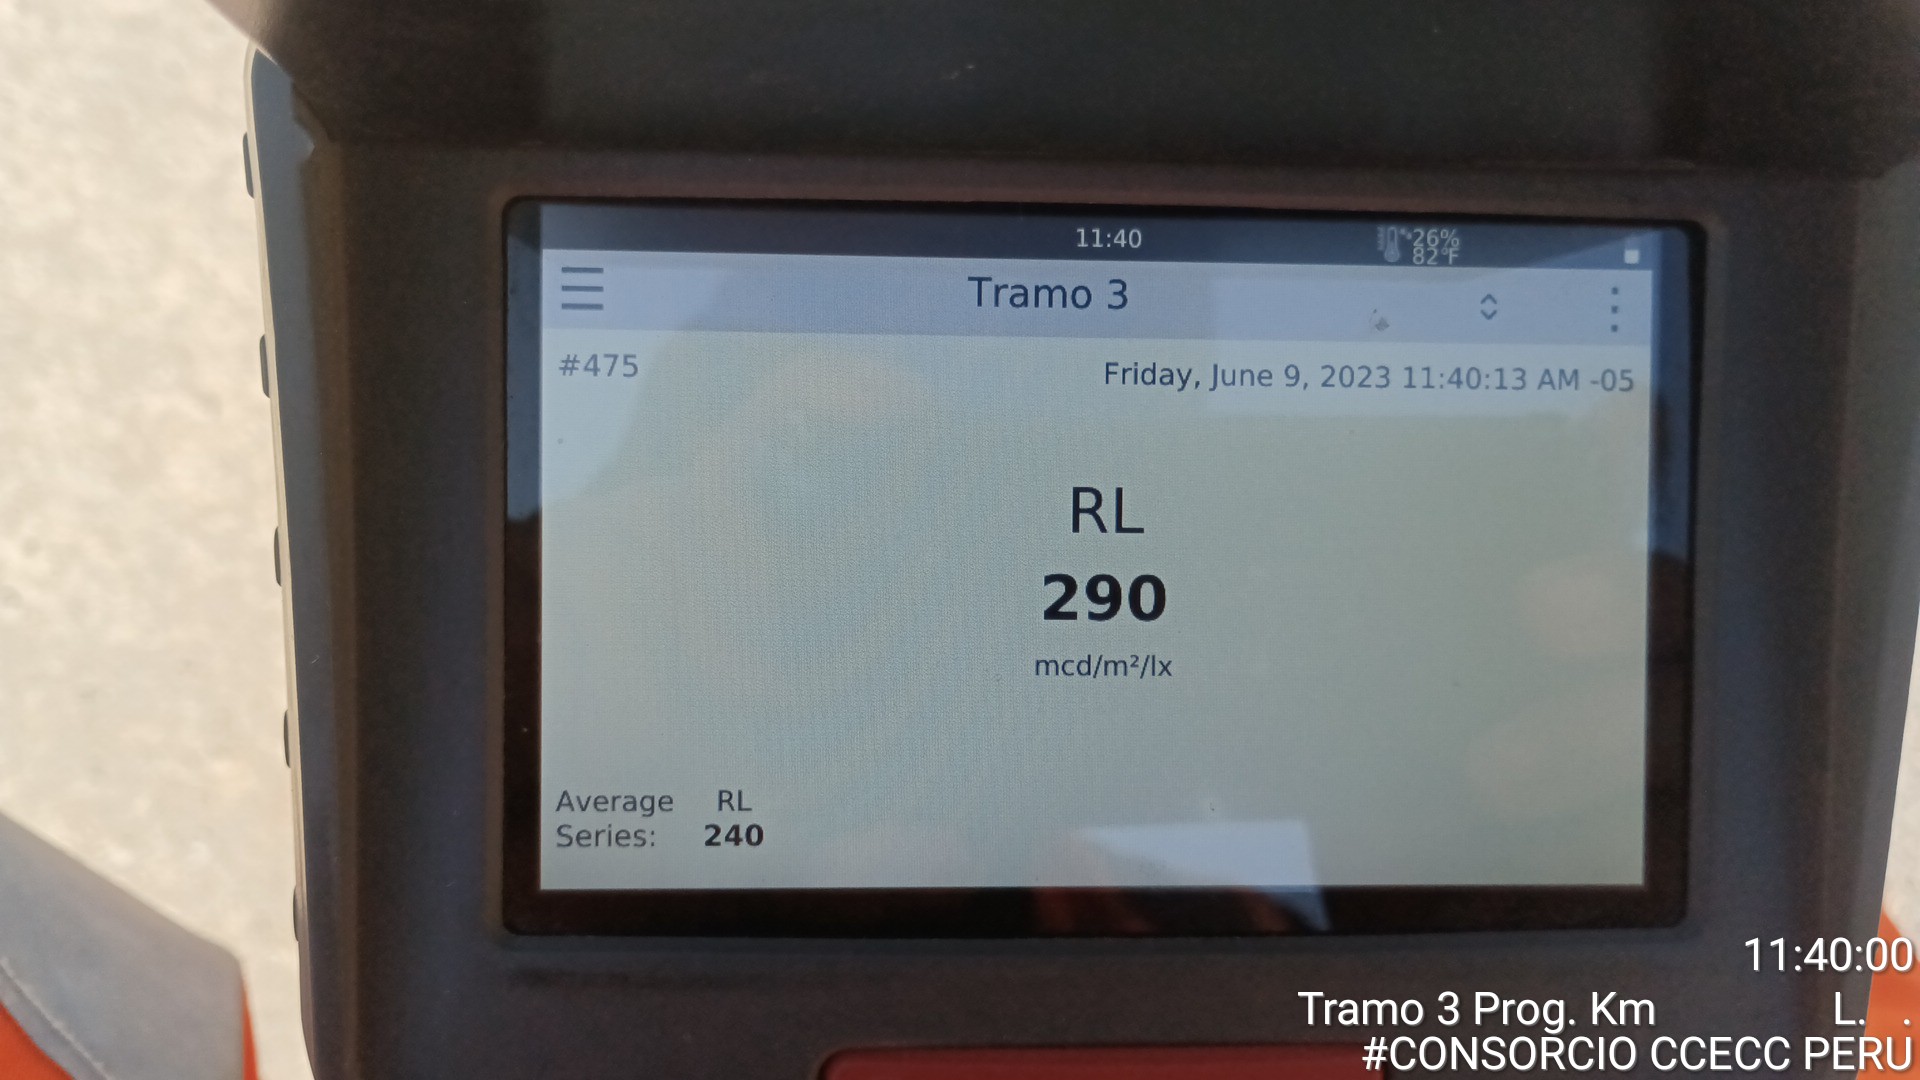 11:40
26%
82°F
Tramo 3
#475
Friday, June 9, 2023 11:40:13 AM -05
RL
290
mcd/m²/lx
Average RL
Series: 240
11:40:00
Tramo 3 Prog. Km L. .
#CONSORCIO CCECC PERU